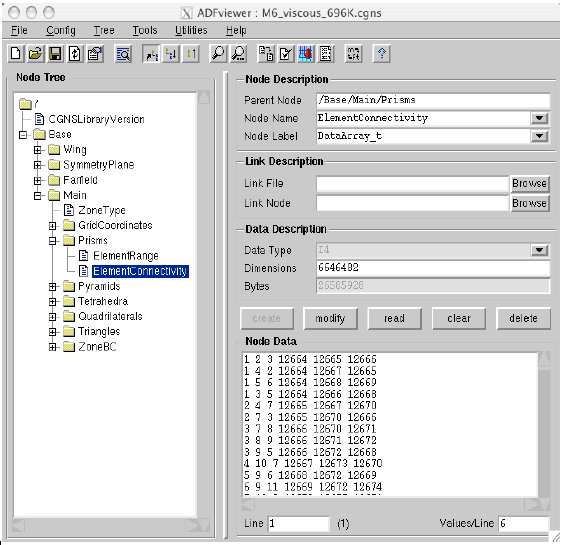 ADFviewer : M6_viscous_696K.cgns
File Config Tree Tools Utilities Help
Node Tree
/
CGNSLibraryVersion
Base
Wing
SymmetryPlane
Farfield
Main
ZoneType
GridCoordinates
Prisms
ElementRange
ElementConnectivity
Pyramids
Tetrahedra
Quadrilaterals
Triangles
ZoneBC
Node Description
Parent Node /Base/Main/Prisms
Node Name ElementConnectivity
Node Label DataArray_t
Link Description
Link File Browse
Link Node Browse
Data Description
Data Type I4
Dimensions 6646482
Bytes 26585928
create modify read clear delete
Node Data
1 2 3 12664 12665 12666
1 4 2 12664 12667 12665
1 5 6 12664 12668 12669
1 3 5 12664 12666 12668
2 4 7 12665 12667 12670
2 7 3 12665 12670 12666
3 7 8 12666 12670 12671
3 8 9 12666 12671 12672
3 9 5 12666 12672 12668
4 10 7 12667 12673 12670
5 9 6 12668 12672 12669
6 9 11 12669 12672 12674
Line 1 (1) Values/Line 6